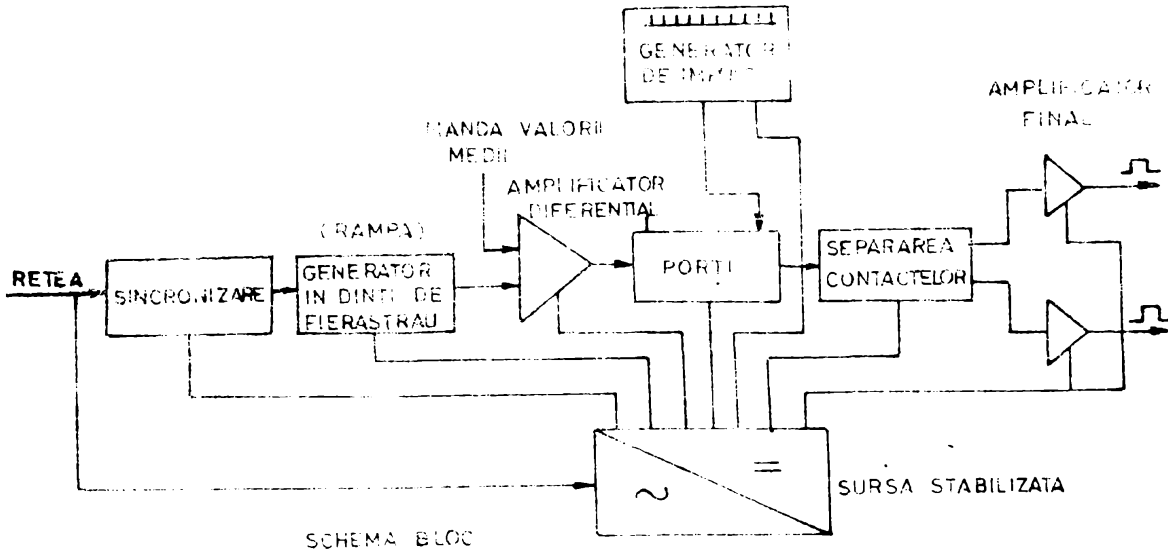 GENERATOR
DE
AMPLIFICATOR
FINAL
VALORII
MEDII
AMPLIFICATOR
DIFERENTIAL
(RAMPA)
RETEA
SINCRONIZARE
GENERATOR
IN DINTI DE
FIERASTRAU
PORTI
SEPARAREA
CONTACTELOR
SURSA STABILIZATA
SCHEMA BLOC